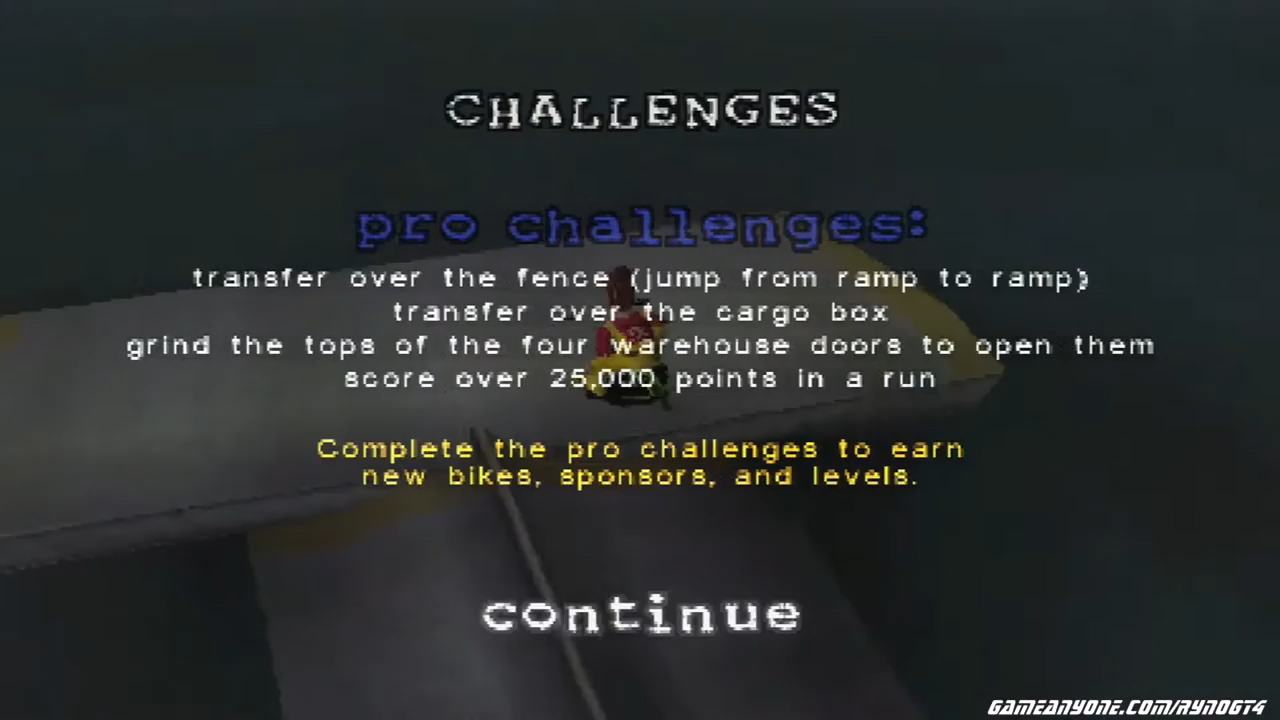 CHALLENGES
pro challenges:
transfer over the fence (jump from ramp to ramp)
transfer over the cargo box
grind the tops of the four warehouse doors to open them
score over 25,000 points in a run
Complete the pro challenges to earn
new bikes, sponsors, and levels.
continue
GAMEANYONE.COM/RYNOGT4